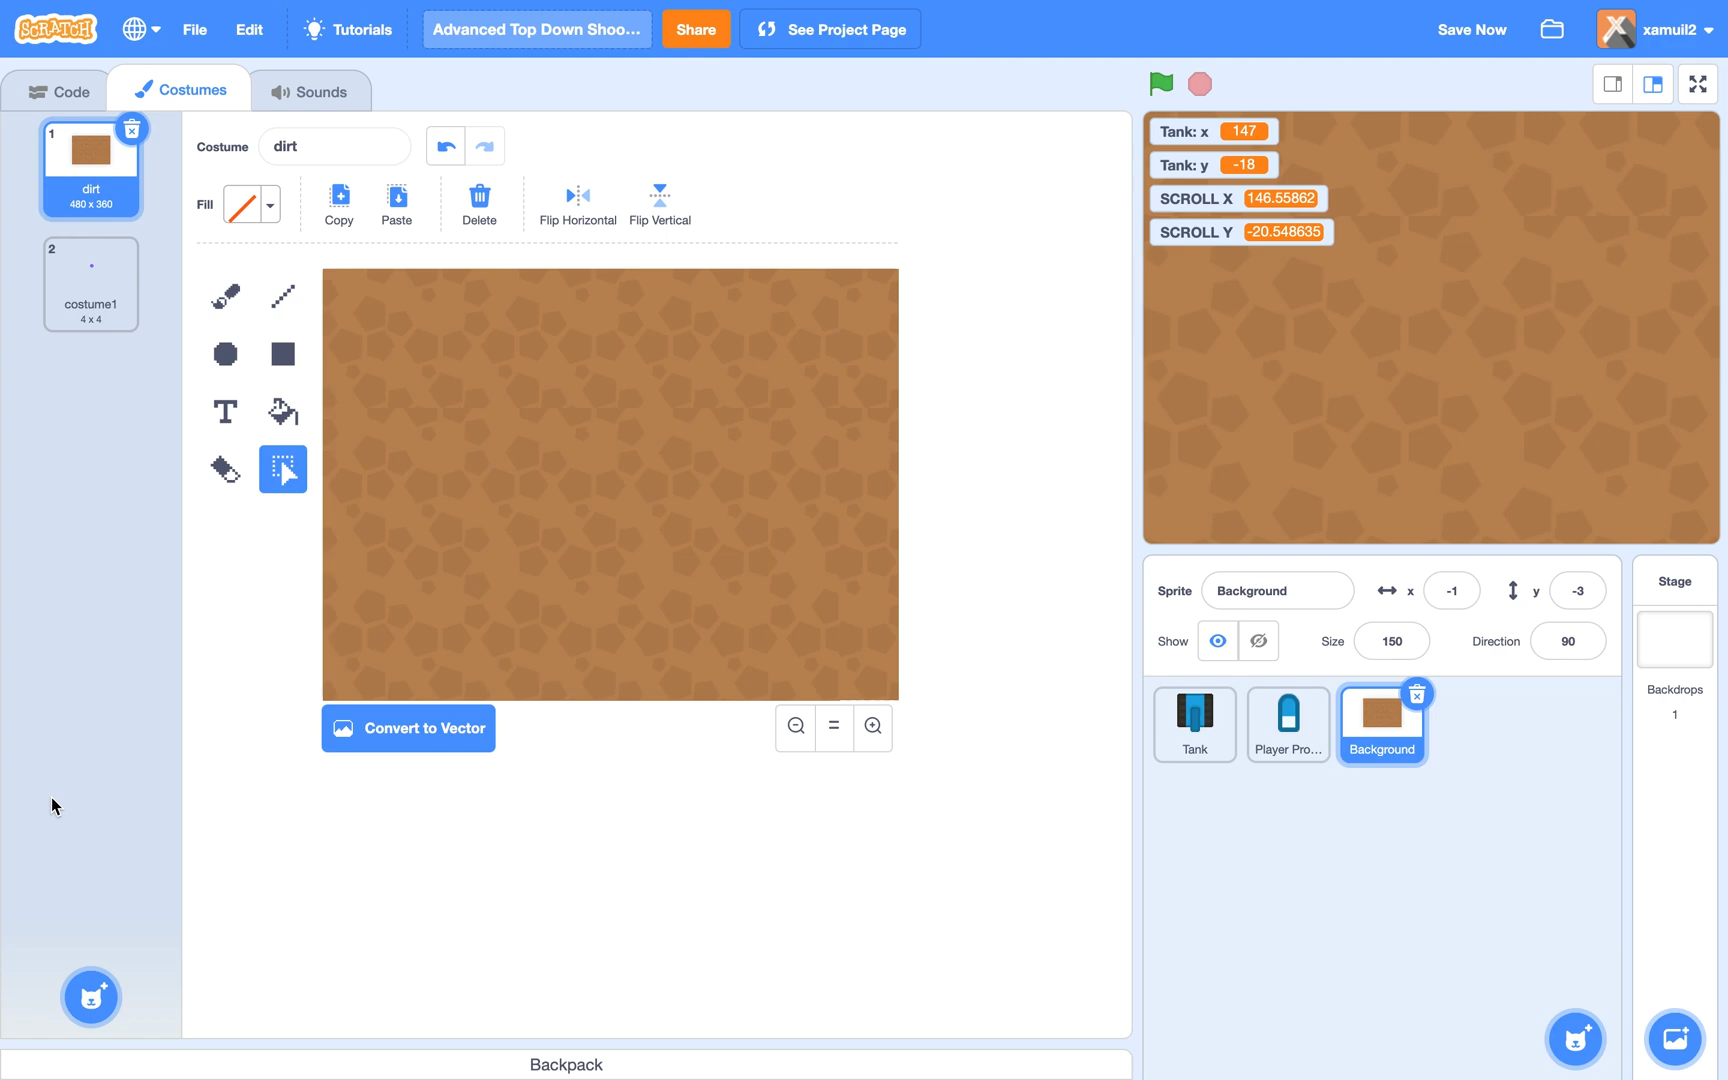 SCRATCH
File
Edit
Tutorials
Advanced Top Down Shoo...
Share
See Project Page
Save Now
xamuil2
Code
Costumes
Sounds
1
dirt
480 x 360
2
costume1
4 x 4
Costume
dirt
Fill
Copy
Paste
Delete
Flip Horizontal
Flip Vertical
T
Convert to Vector
Tank: x 147
Tank: y -18
SCROLL X 146.55862
SCROLL Y -20.548635
Sprite
Background
x -1
y -3
Show
Size 150
Direction 90
Tank
Player Pro...
Background
Stage
Backdrops
1
Backpack